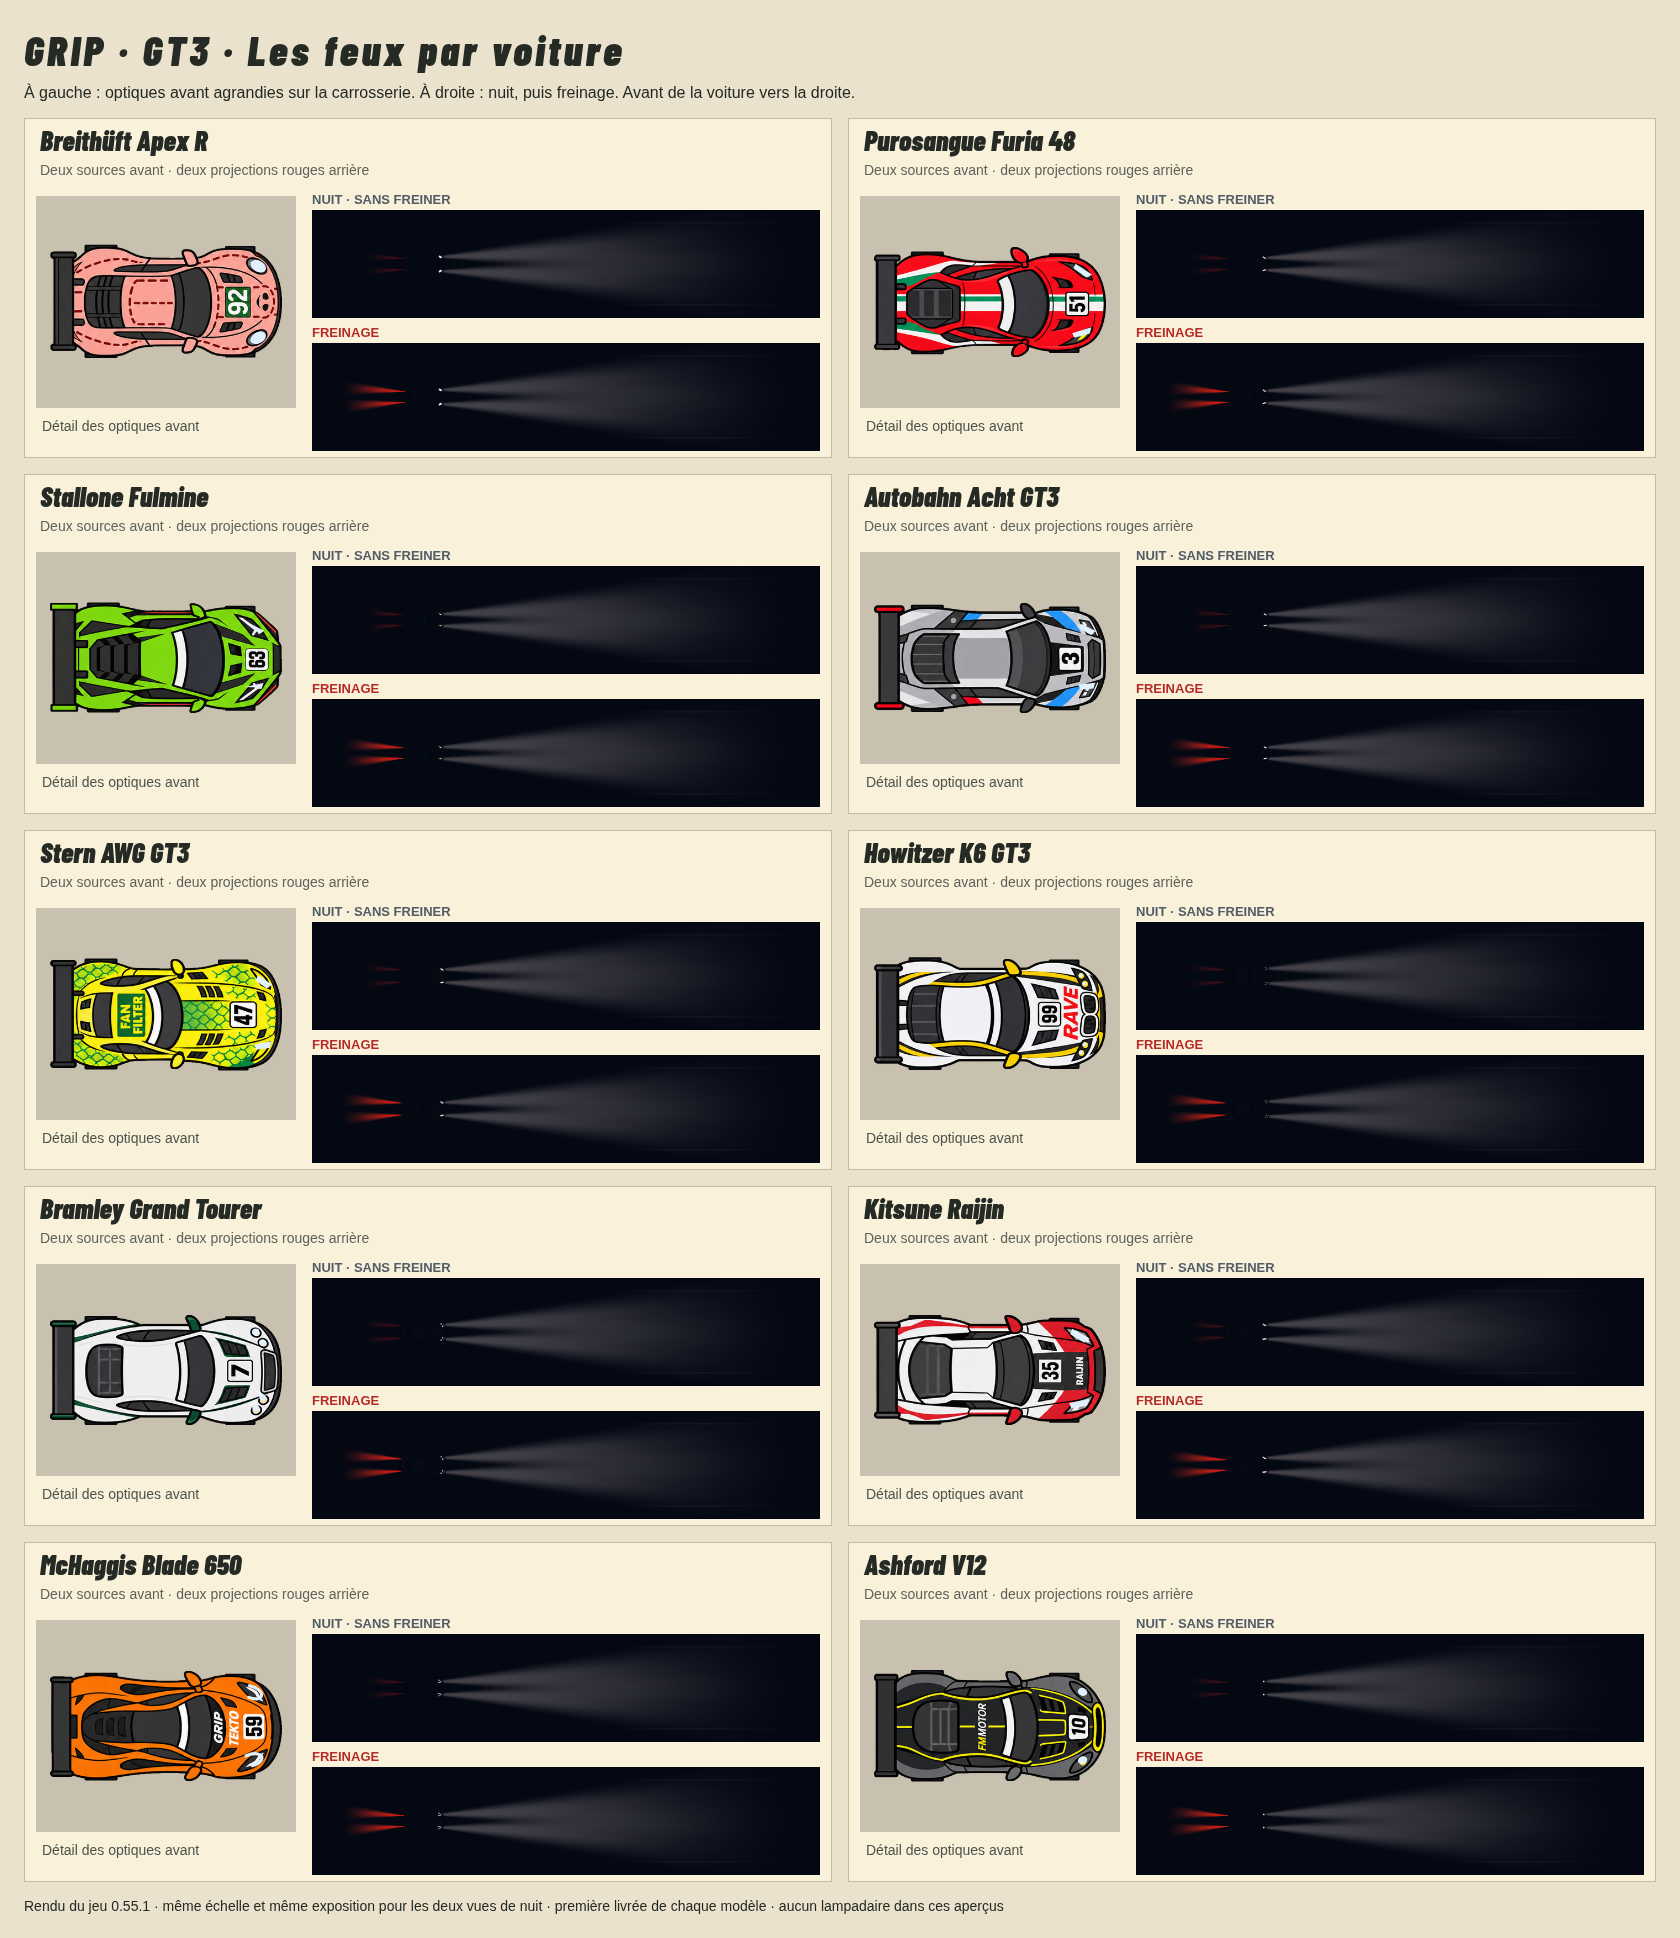 GRIP · GT3 · Les feux par voiture
À gauche : optiques avant agrandies sur la carrosserie. À droite : nuit, puis freinage. Avant de la voiture vers la droite.
Breithüft Apex R
Deux sources avant · deux projections rouges arrière
NUIT · SANS FREINER
92
FREINAGE
Détail des optiques avant
Purosangue Furia 48
Deux sources avant · deux projections rouges arrière
NUIT · SANS FREINER
51
FREINAGE
Détail des optiques avant
Stallone Fulmine
Deux sources avant · deux projections rouges arrière
NUIT · SANS FREINER
63
FREINAGE
Détail des optiques avant
Autobahn Acht GT3
Deux sources avant · deux projections rouges arrière
NUIT · SANS FREINER
3
FREINAGE
Détail des optiques avant
Stern AWG GT3
Deux sources avant · deux projections rouges arrière
NUIT · SANS FREINER
FAN
FILTER
47
FREINAGE
Détail des optiques avant
Howitzer K6 GT3
Deux sources avant · deux projections rouges arrière
NUIT · SANS FREINER
99
RAVE
FREINAGE
Détail des optiques avant
Bramley Grand Tourer
Deux sources avant · deux projections rouges arrière
NUIT · SANS FREINER
7
FREINAGE
Détail des optiques avant
Kitsune Raijin
Deux sources avant · deux projections rouges arrière
NUIT · SANS FREINER
35
RAIJIN
FREINAGE
Détail des optiques avant
McHaggis Blade 650
Deux sources avant · deux projections rouges arrière
NUIT · SANS FREINER
GRIP
TEKTO
59
FREINAGE
Détail des optiques avant
Ashford V12
Deux sources avant · deux projections rouges arrière
NUIT · SANS FREINER
FMMOTOR
10
FREINAGE
Détail des optiques avant
Rendu du jeu 0.55.1 · même échelle et même exposition pour les deux vues de nuit · première livrée de chaque modèle · aucun lampadaire dans ces aperçus